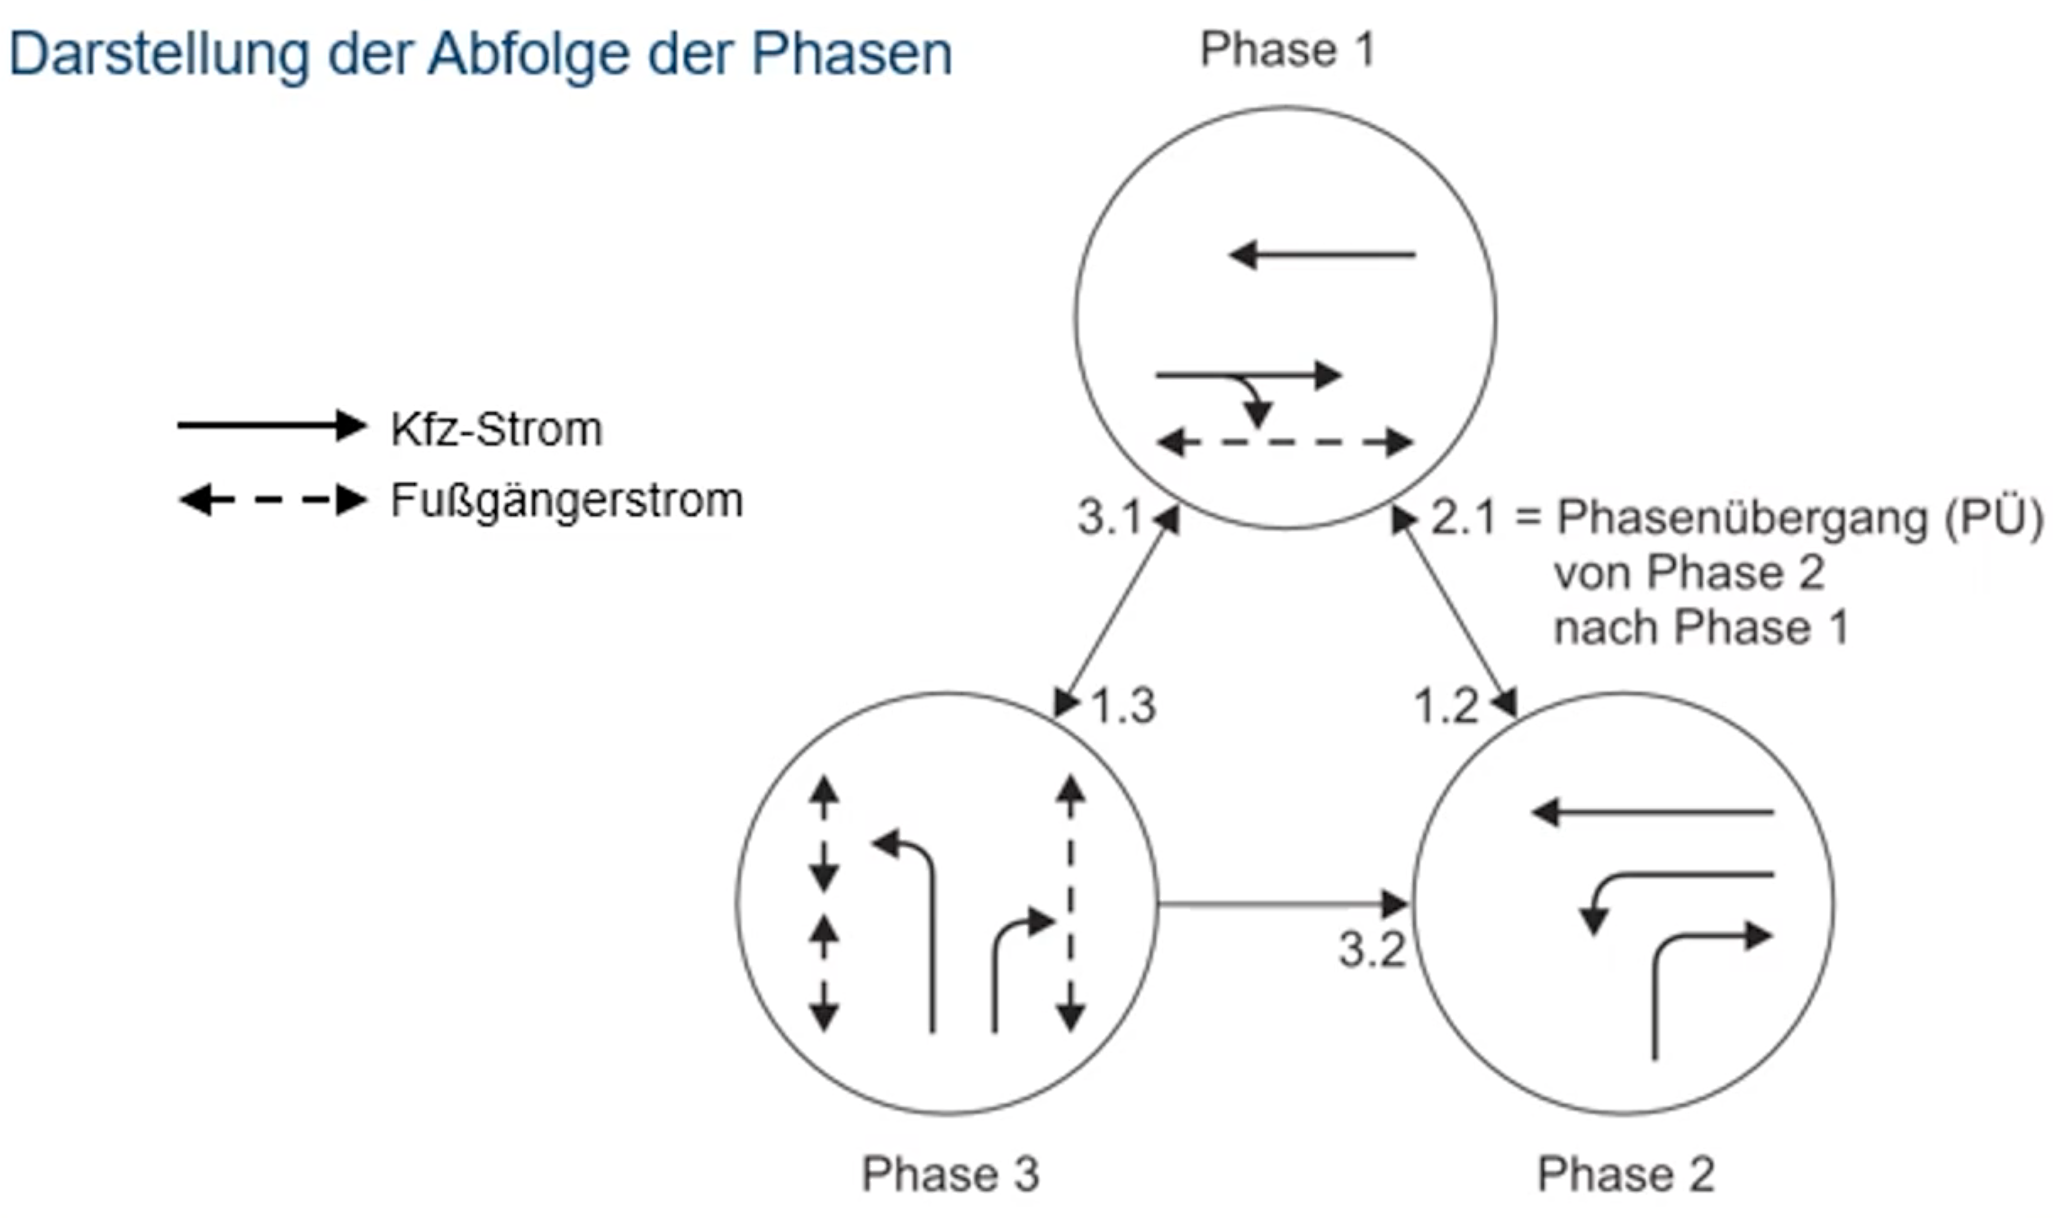 Darstellung der Abfolge der Phasen
Phase 1
Kfz-Strom
Fußgängerstrom
3.1
2.1 = Phasenübergang (PÜ)
von Phase 2
nach Phase 1
1.3
1.2
3.2
Phase 3
Phase 2